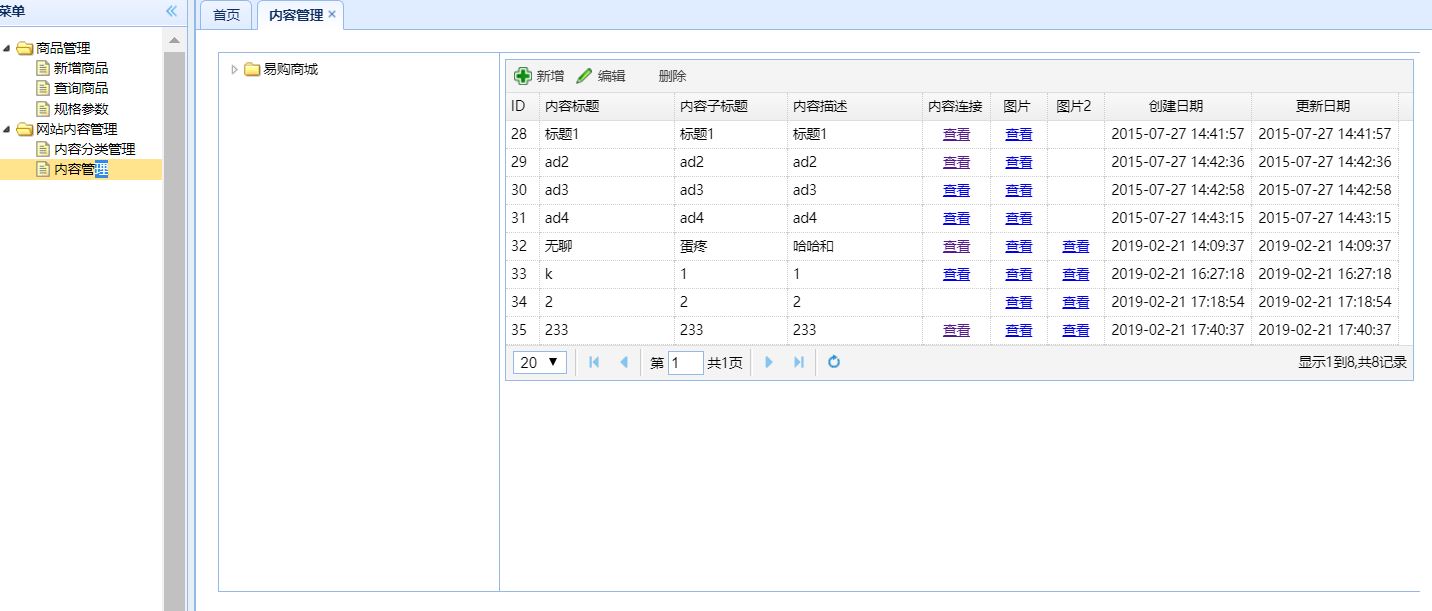 菜单
商品管理
新增商品
查询商品
规格参数
网站内容管理
内容分类管理
内容管理
首页 内容管理
易购商城
新增 编辑 删除
ID 内容标题 内容子标题 内容描述 内容连接 图片 图片2 创建日期 更新日期
28 标题1 标题1 标题1 查看 查看 2015-07-27 14:41:57 2015-07-27 14:41:57
29 ad2 ad2 ad2 查看 查看 2015-07-27 14:42:36 2015-07-27 14:42:36
30 ad3 ad3 ad3 查看 查看 2015-07-27 14:42:58 2015-07-27 14:42:58
31 ad4 ad4 ad4 查看 查看 2015-07-27 14:43:15 2015-07-27 14:43:15
32 无聊 蛋疼 哈哈和 查看 查看 查看 2019-02-21 14:09:37 2019-02-21 14:09:37
33 k 1 1 查看 查看 查看 2019-02-21 16:27:18 2019-02-21 16:27:18
34 2 2 2 查看 查看 2019-02-21 17:18:54 2019-02-21 17:18:54
35 233 233 233 查看 查看 查看 2019-02-21 17:40:37 2019-02-21 17:40:37
20 第 1 共1页 显示1到8,共8记录